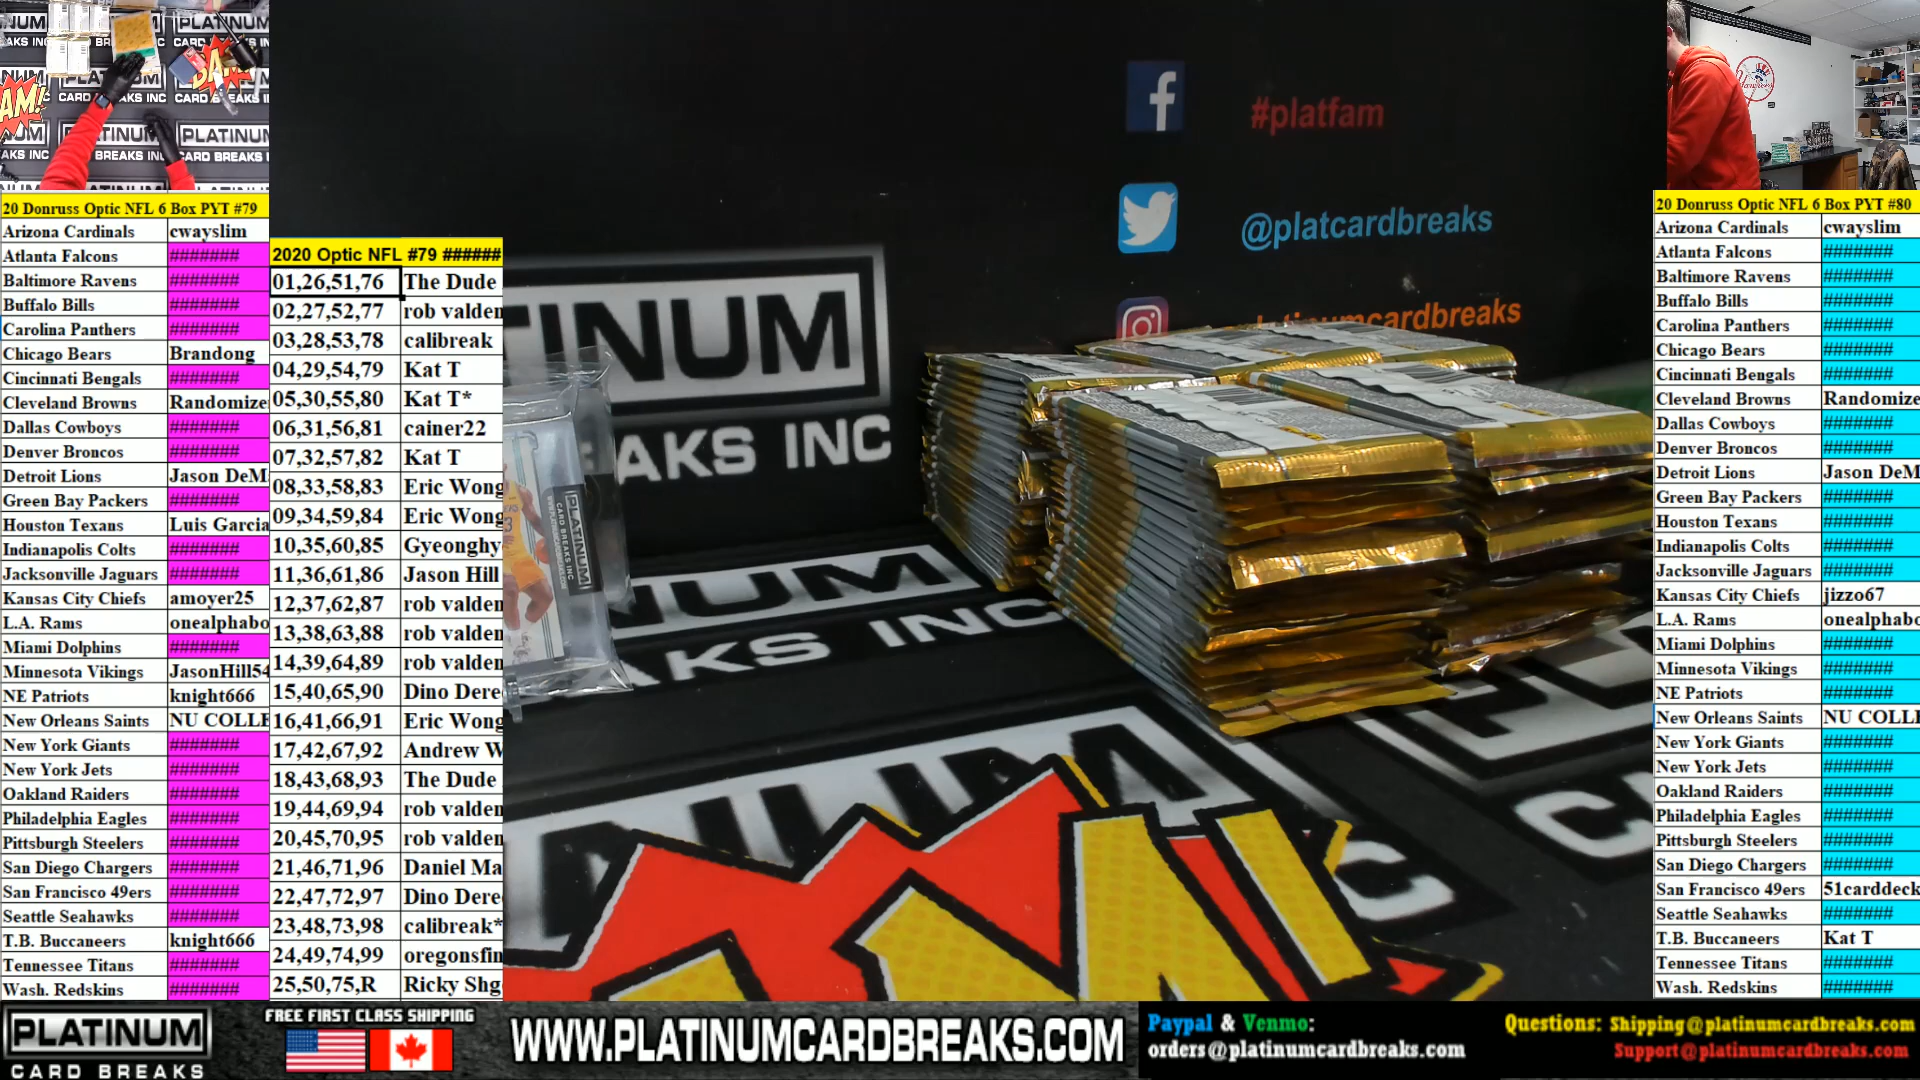 20 Donruss Optic NFL 6 Box PYT #79
Arizona Cardinals cwayslim
Atlanta Falcons #######
Baltimore Ravens #######
Buffalo Bills #######
Carolina Panthers #######
Chicago Bears Brandong
Cincinnati Bengals #######
Cleveland Browns Randomize
Dallas Cowboys #######
Denver Broncos #######
Detroit Lions Jason DeM
Green Bay Packers #######
Houston Texans Luis Garcia
Indianapolis Colts #######
Jacksonville Jaguars #######
Kansas City Chiefs amoyer25
L.A. Rams onealphabo
Miami Dolphins #######
Minnesota Vikings JasonHill54
NE Patriots knight666
New Orleans Saints NU COLLE
New York Giants #######
New York Jets #######
Oakland Raiders #######
Philadelphia Eagles #######
Pittsburgh Steelers #######
San Diego Chargers #######
San Francisco 49ers #######
Seattle Seahawks #######
T.B. Buccaneers knight666
Tennessee Titans #######
Wash. Redskins #######
2020 Optic NFL #79 ######
01,26,51,76 The Dude
02,27,52,77 rob valden
03,28,53,78 calibreak
04,29,54,79 Kat T
05,30,55,80 Kat T*
06,31,56,81 cainer22
07,32,57,82 Kat T
08,33,58,83 Eric Wong
09,34,59,84 Eric Wong
10,35,60,85 Gyeonghy
11,36,61,86 Jason Hill
12,37,62,87 rob valden
13,38,63,88 rob valden
14,39,64,89 rob valden
15,40,65,90 Dino Dere
16,41,66,91 Eric Wong
17,42,67,92 Andrew W
18,43,68,93 The Dude
19,44,69,94 rob valden
20,45,70,95 rob valden
21,46,71,96 Daniel Ma
22,47,72,97 Dino Dere
23,48,73,98 calibreak*
24,49,74,99 oregonsfin
25,50,75,R Ricky Shg
#platfam
@platcardbreaks
platinumcardbreaks
TINUM
EAKS INC
PLATINUM
CARD BREAKS INC
20 Donruss Optic NFL 6 Box PYT #80
Arizona Cardinals cwayslim
Atlanta Falcons #######
Baltimore Ravens #######
Buffalo Bills #######
Carolina Panthers #######
Chicago Bears #######
Cincinnati Bengals #######
Cleveland Browns Randomize
Dallas Cowboys #######
Denver Broncos #######
Detroit Lions Jason DeM
Green Bay Packers #######
Houston Texans #######
Indianapolis Colts #######
Jacksonville Jaguars #######
Kansas City Chiefs jizzo67
L.A. Rams onealphabo
Miami Dolphins #######
Minnesota Vikings #######
NE Patriots #######
New Orleans Saints NU COLLE
New York Giants #######
New York Jets #######
Oakland Raiders #######
Philadelphia Eagles #######
Pittsburgh Steelers #######
San Diego Chargers #######
San Francisco 49ers 51carddeck
Seattle Seahawks #######
T.B. Buccaneers Kat T
Tennessee Titans #######
Wash. Redskins #######
PLATINUM
CARD BREAKS
FREE FIRST CLASS SHIPPING
WWW.PLATINUMCARDBREAKS.COM
Paypal & Venmo:
orders@platinumcardbreaks.com
Questions: Shipping@platinumcardbreaks.com
Support@platinumcardbreaks.com